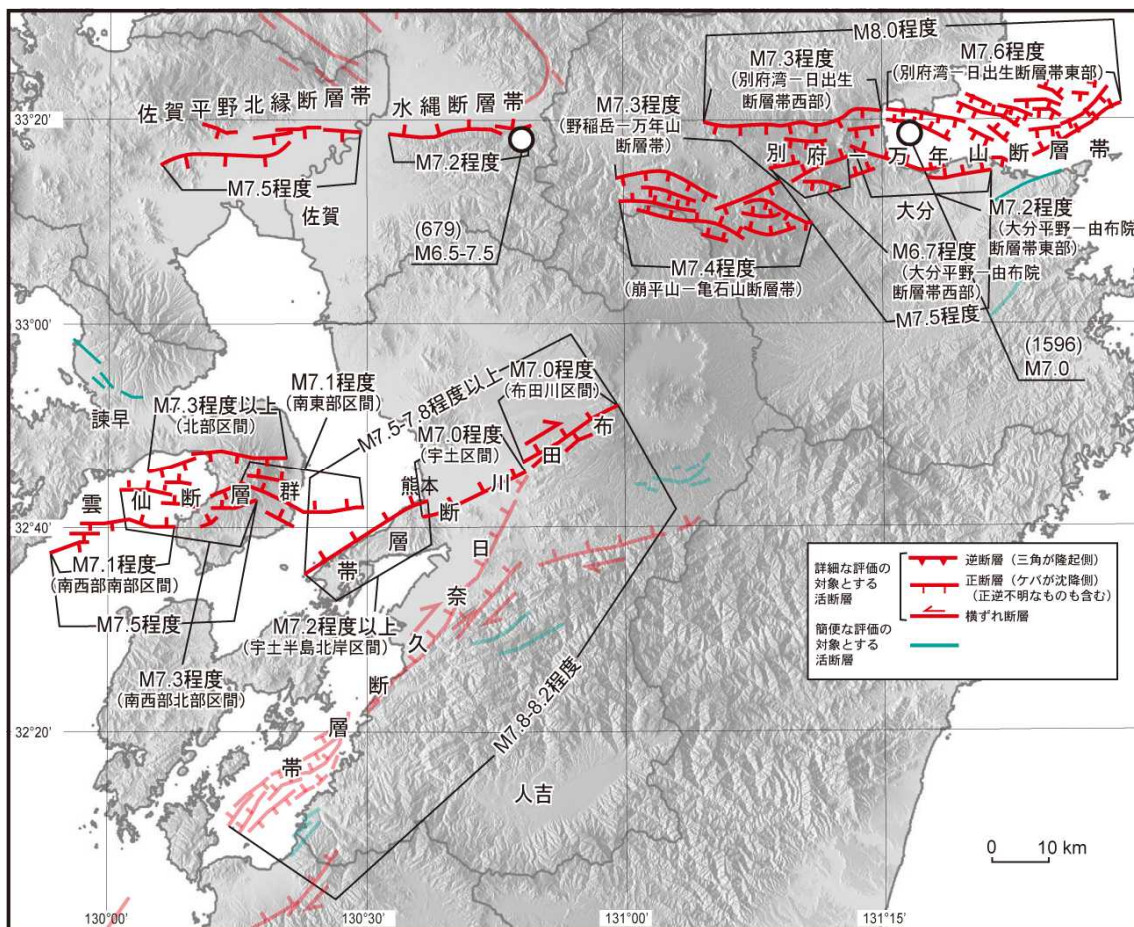 M8.0程度
M7.3程度
(別府湾－日出生
断層帯西部)
M7.6程度
(別府湾－日出生断層帯東部)
佐賀平野北縁断層帯
水縄断層帯
M7.3程度
(野稲岳－万年山
断層帯)
33°20'
M7.2程度
別府－万年山断層帯
M7.5程度
佐賀
大分
(679)
M6.5-7.5
M7.2程度
(大分平野－由布院
断層帯東部)
M6.7程度
(大分平野－由布院
断層帯西部)
M7.4程度
(崩平山－亀石山断層帯)
33°00'
M7.5程度
(1596)
M7.0
M7.1程度
(南東部区間)
M7.5-7.8程度以上
M7.0程度
(布田川区間)
諫早
M7.3程度以上
(北部区間)
M7.0程度
(宇土区間)
布田川断層帯
熊本
雲仙断層群
32°40'
日奈久断層帯
M7.1程度
(南西部南部区間)
M7.5程度
M7.2程度以上
(宇土半島北岸区間)
M7.3程度
(南西部北部区間)
M7.8-8.2程度
詳細な評価の
対象とする
活断層
逆断層（三角が隆起側）
正断層（ケバが沈降側）
（正逆不明なものも含む）
横ずれ断層
簡便な評価の
対象とする
活断層
32°20'
人吉
0 10 km
130°00' 130°30' 131°00' 131°15'